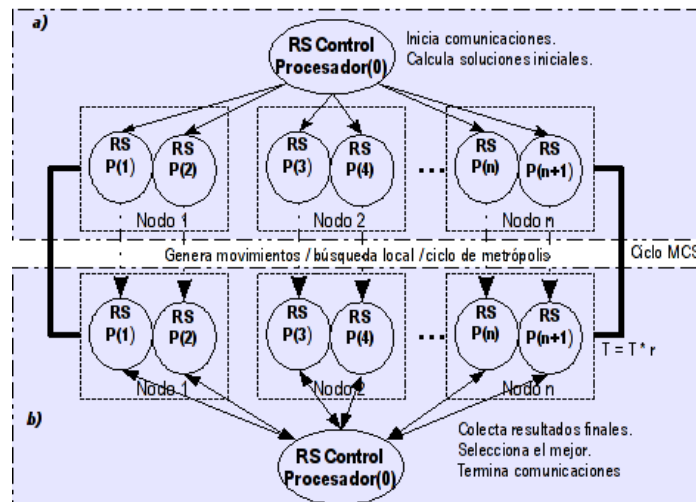 a)
RS Control
Procesador(0)
Inicia comunicaciones.
Calcula soluciones iniciales.
RS
P(1)
RS
P(2)
RS
P(3)
RS
P(4)
...
RS
P(n)
RS
P(n+1)
Nodo 1
Nodo 2
Nodo n
Genera movimientos /búsqueda local /ciclo de metrópolis
Ciclo MCS
RS
P(1)
RS
P(2)
RS
P(3)
RS
P(4)
...
RS
P(n)
RS
P(n+1)
T = T * r
Nodo 1
Nodo 2
Nodo n
b)
RS Control
Procesador(0)
Colecta resultados finales.
Selecciona el mejor.
Termina comunicaciones